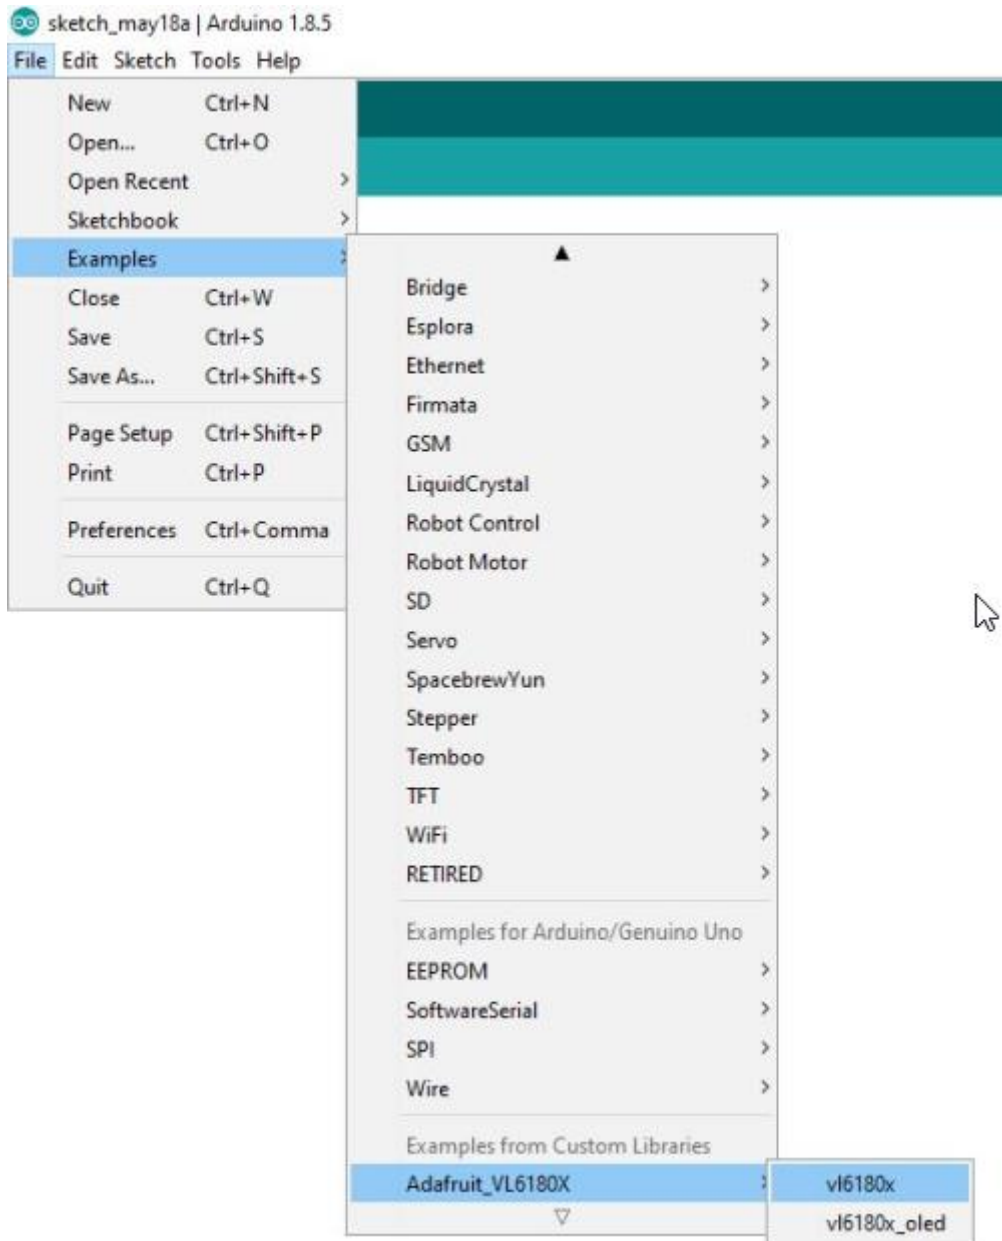 sketch_may18a | Arduino 1.8.5
File Edit Sketch Tools Help
New Ctrl+N
Open... Ctrl+O
Open Recent
Sketchbook
Examples
Close Ctrl+W
Save Ctrl+S
Save As... Ctrl+Shift+S
Page Setup Ctrl+Shift+P
Print Ctrl+P
Preferences Ctrl+Comma
Quit Ctrl+Q
Bridge
Esplora
Ethernet
Firmata
GSM
LiquidCrystal
Robot Control
Robot Motor
SD
Servo
SpacebrewYun
Stepper
Temboo
TFT
WiFi
RETIRED
Examples for Arduino/Genuino Uno
EEPROM
SoftwareSerial
SPI
Wire
Examples from Custom Libraries
Adafruit_VL6180X
vl6180x
vl6180x_oled